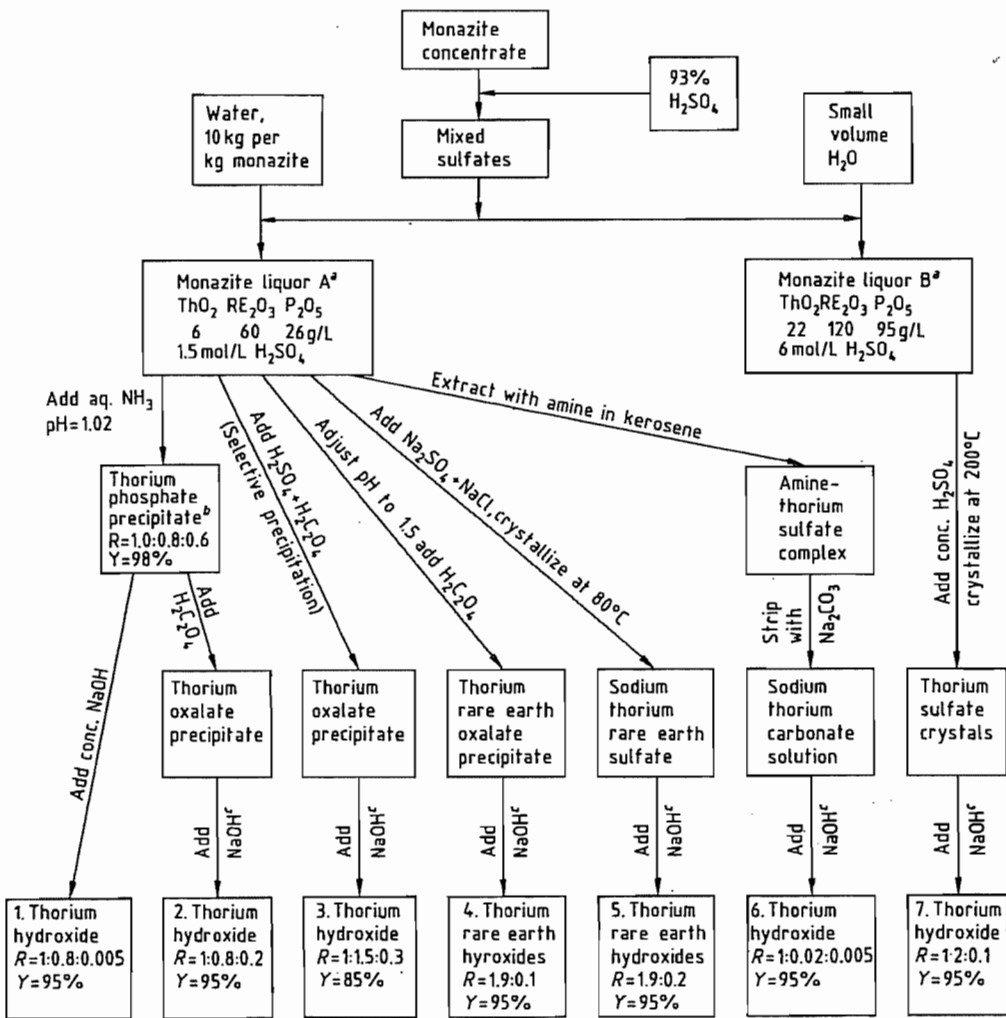 Monazite
concentrate
93%
H₂SO₄
Water,
10 kg per
kg monazite
Mixed
sulfates
Small
volume
H₂O
Monazite liquor Aᵃ
ThO₂ RE₂O₃ P₂O₅
6 60 26 g/L
1.5 mol/L H₂SO₄
Monazite liquor Bᵃ
ThO₂RE₂O₃ P₂O₅
22 120 95 g/L
6 mol/L H₂SO₄
Add aq. NH₃
pH=1.02
Add H₂SO₄+H₂C₂O₄
(Selective precipitation)
Adjust pH to 1.5 add H₂C₂O₄
Add Na₂SO₄+NaCl, crystallize at 80°C
Extract with amine in kerosene
Add conc. H₂SO₄
crystallize at 200°C
Thorium
phosphate
precipitateᵇ
R=1.0:0.8:0.6
Y=98%
Amine-
thorium
sulfate
complex
Add conc. NaOH
Add
H₂C₂O₄
Strip
with
Na₂CO₃
Thorium
oxalate
precipitate
Thorium
oxalate
precipitate
Thorium
rare earth
oxalate
precipitate
Sodium
thorium
rare earth
sulfate
Sodium
thorium
carbonate
solution
Thorium
sulfate
crystals
Add
NaOHᶜ
Add
NaOHᶜ
Add
NaOHᶜ
Add
NaOHᶜ
Add
NaOHᶜ
Add
NaOHᶜ
1. Thorium
hydroxide
R=1:0.8:0.005
Y=95%
2. Thorium
hydroxide
R=1:0.8:0.2
Y=95%
3. Thorium
hydroxide
R=1:1.5:0.3
Y=85%
4. Thorium
rare earth
hyroxides
R=1.9:0.1
Y=95%
5. Thorium
rare earth
hydroxides
R=1.9:0.2
Y=95%
6. Thorium
hydroxide
R=1:0.02:0.005
Y=95%
7. Thorium
hydroxide
R=1·2:0.1
Y=95%